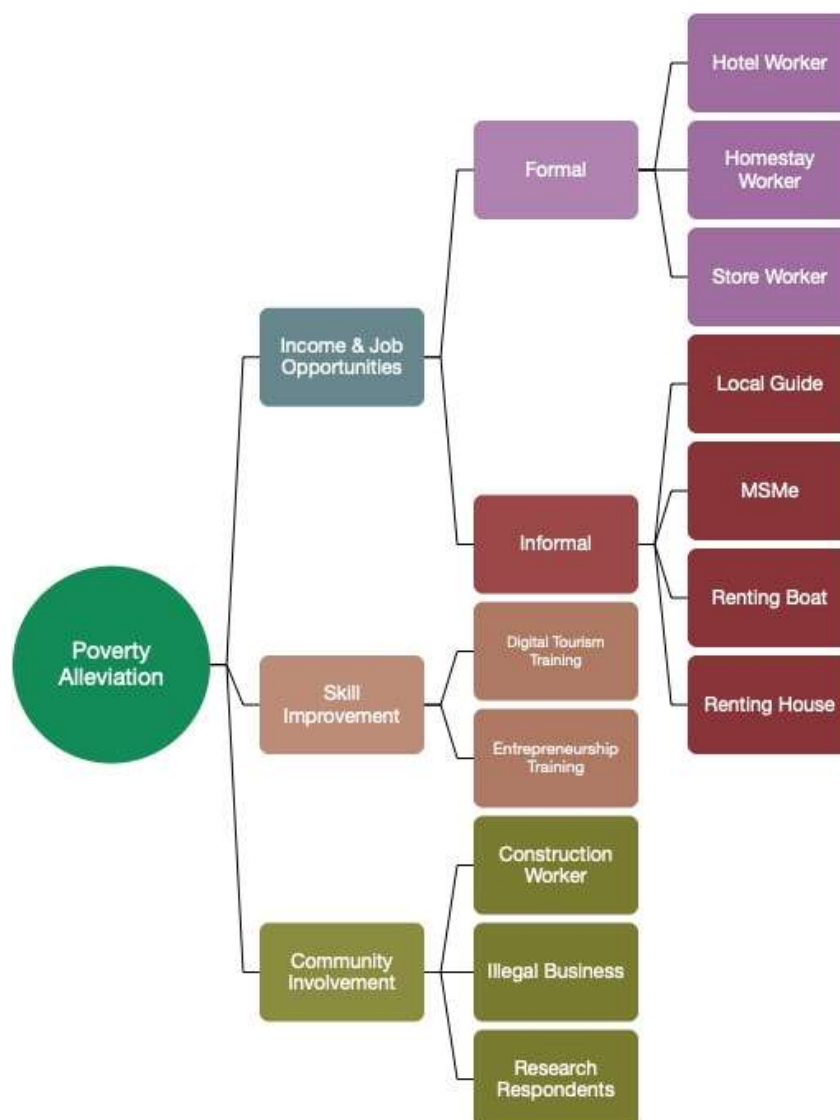 Poverty
Alleviation
Income & Job
Opportunities
Formal
Hotel Worker
Homestay
Worker
Store Worker
Informal
Local Guide
MSMe
Renting Boat
Renting House
Skill
Improvement
Digital Tourism
Training
Entrepreneurship
Training
Community
Involvement
Construction
Worker
Illegal Business
Research
Respondents